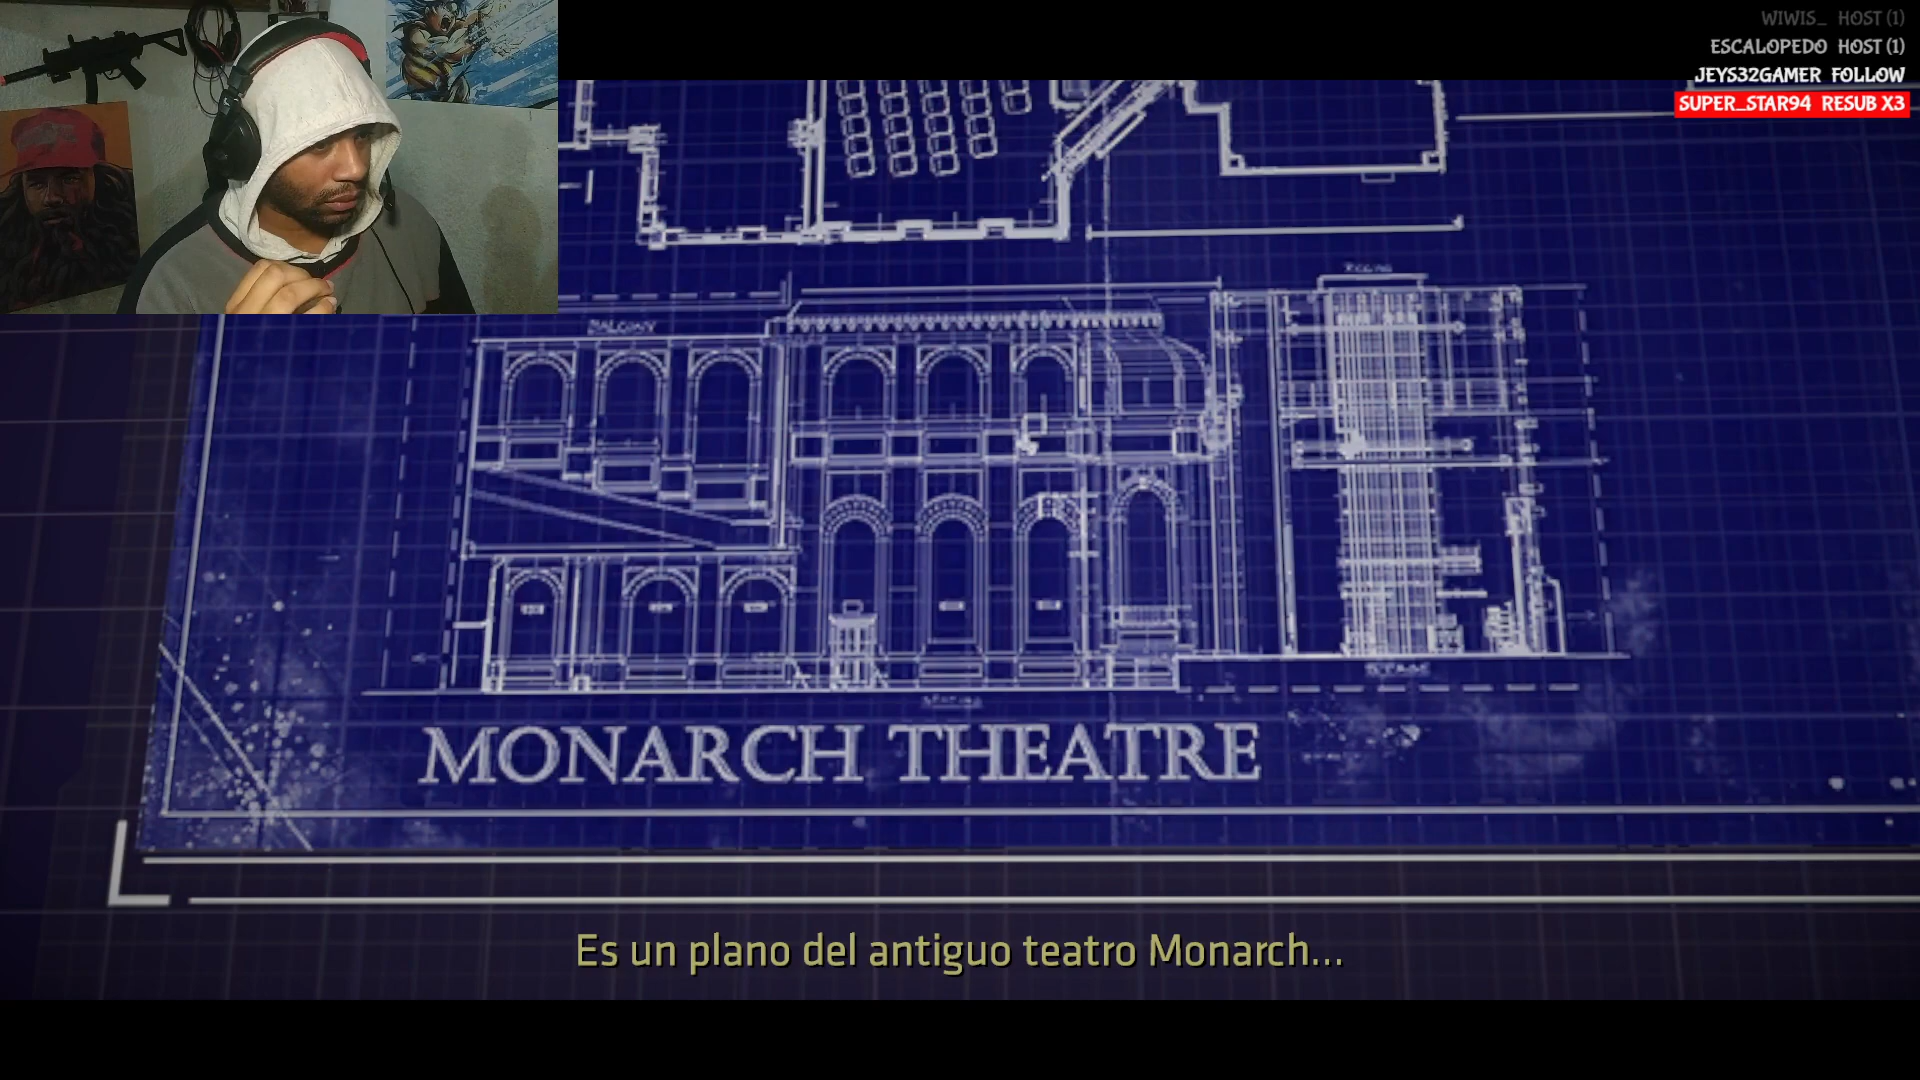 WIWIS_ HOST (1)
ESCALOPEDO HOST (1)
JEYS32GAMER FOLLOW
SUPER_STAR94 RESUB X3
BALCONY
MONARCH THEATRE
Es un plano del antiguo teatro Monarch...